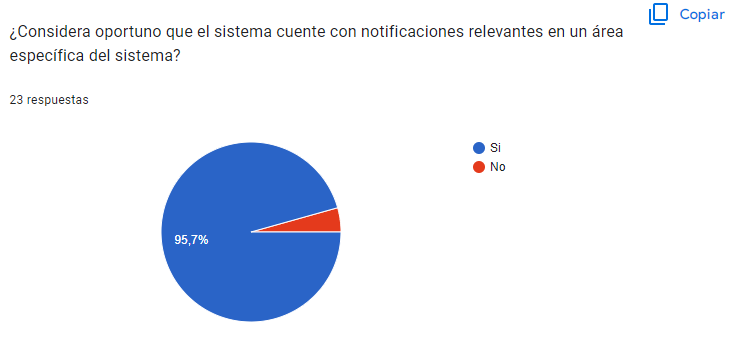 Copiar
¿Considera oportuno que el sistema cuente con notificaciones relevantes en un área
específica del sistema?
23 respuestas
Si
No
95,7%